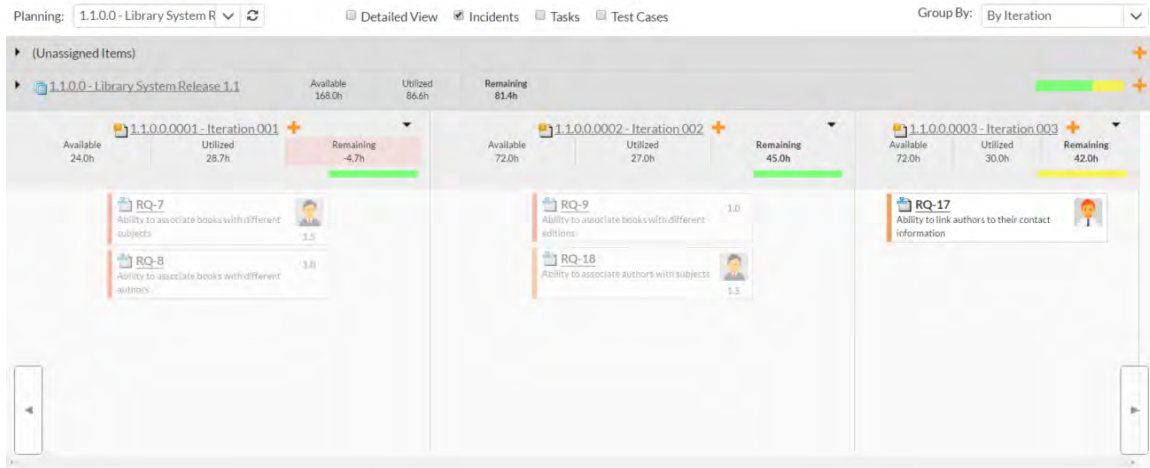 Planning: 1.1.0.0 - Library System R Detailed View Incidents Tasks Test Cases Group By: By Iteration
(Unassigned Items)
1.1.0.0 - Library System Release 1.1 Available Utilized Remaining
168.0h 86.6h 81.4h
1.1.0.0.0001 - Iteration 001
Available Utilized Remaining
24.0h 28.7h -4.7h
RQ-7
Ability to associate books with different
subjects
1.5
RQ-8
1.0
Ability to associate books with different
authors
1.1.0.0.0002 - Iteration 002
Available Utilized Remaining
72.0h 27.0h 45.0h
RQ-9
1.0
Ability to associate books with different
editions
RQ-18
Ability to associate authors with subjects
1.5
1.1.0.0.0003 - Iteration 003
Available Utilized Remaining
72.0h 30.0h 42.0h
RQ-17
Ability to link authors to their contact
information